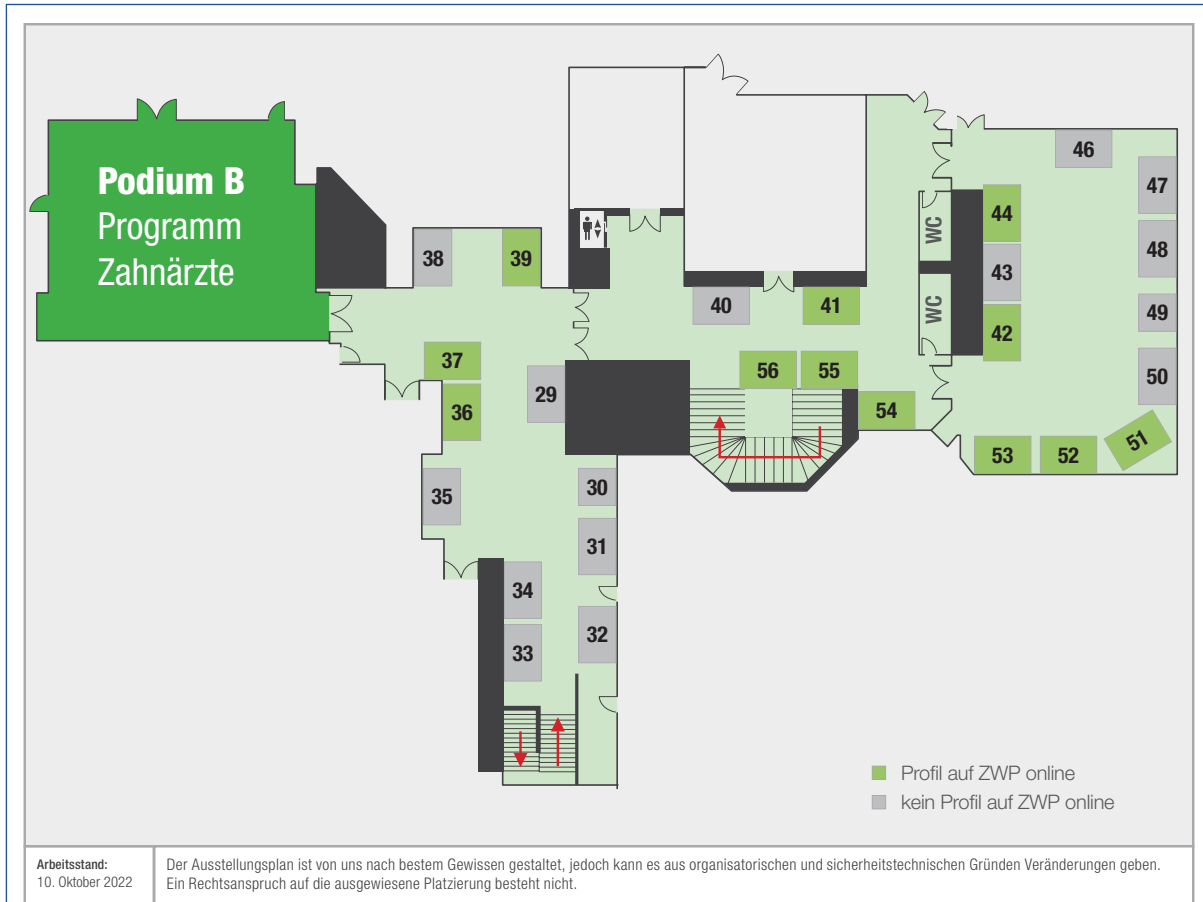 Podium B
Programm
Zahnärzte
46
47
44
WC
48
38
39
43
40
41
WC
49
42
37
56
55
50
29
36
54
51
53
52
35
30
31
34
32
33
Profil auf ZWP online
kein Profil auf ZWP online
Arbeitsstand:
10. Oktober 2022
Der Ausstellungsplan ist von uns nach bestem Gewissen gestaltet, jedoch kann es aus organisatorischen und sicherheitstechnischen Gründen Veränderungen geben.
Ein Rechtsanspruch auf die ausgewiesene Platzierung besteht nicht.